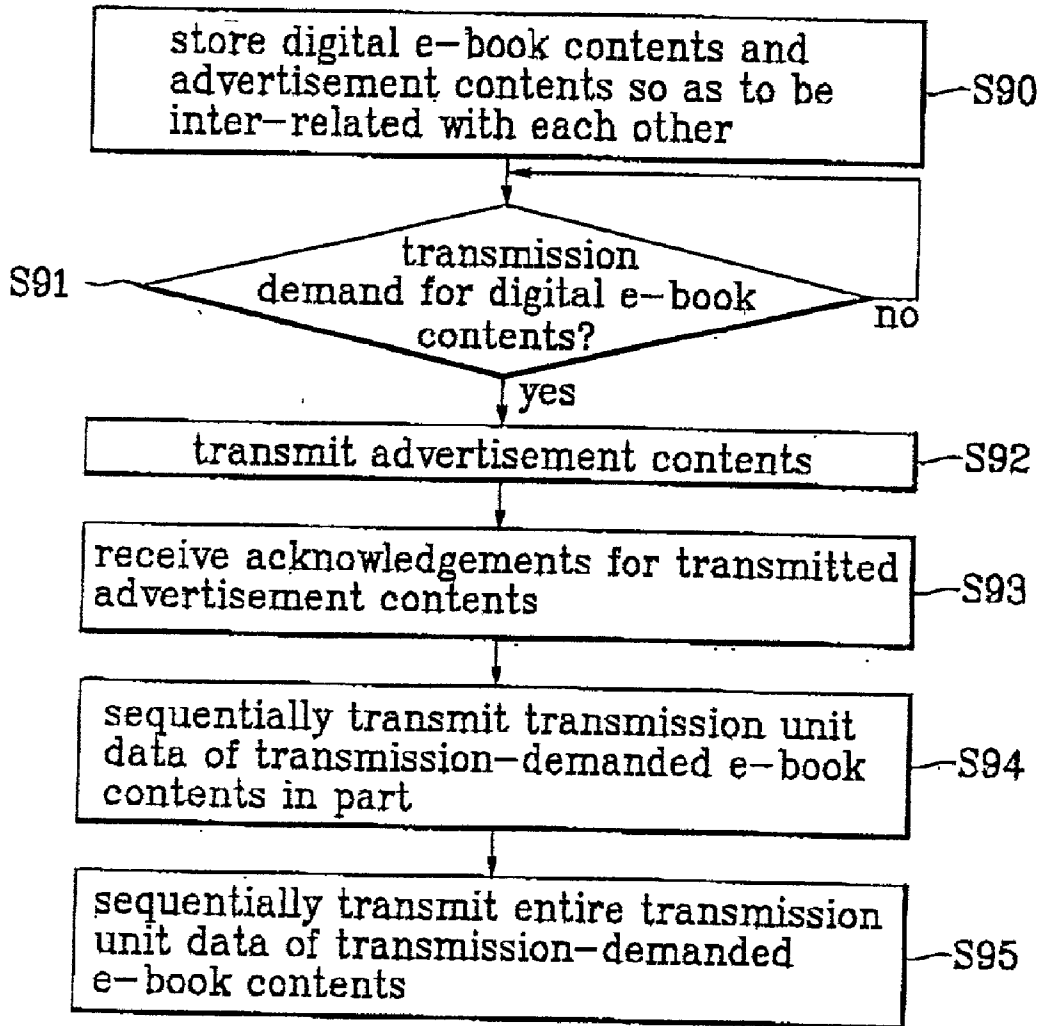 store digital e-book contents and
advertisement contents so as to be
inter-related with each other
S90
transmission
demand for digital e-book
contents?
S91
no
yes
transmit advertisement contents
S92
receive acknowledgements for transmitted
advertisement contents
S93
sequentially transmit transmission unit
data of transmission-demanded e-book
contents in part
S94
sequentially transmit entire transmission
unit data of transmission-demanded
e-book contents
S95